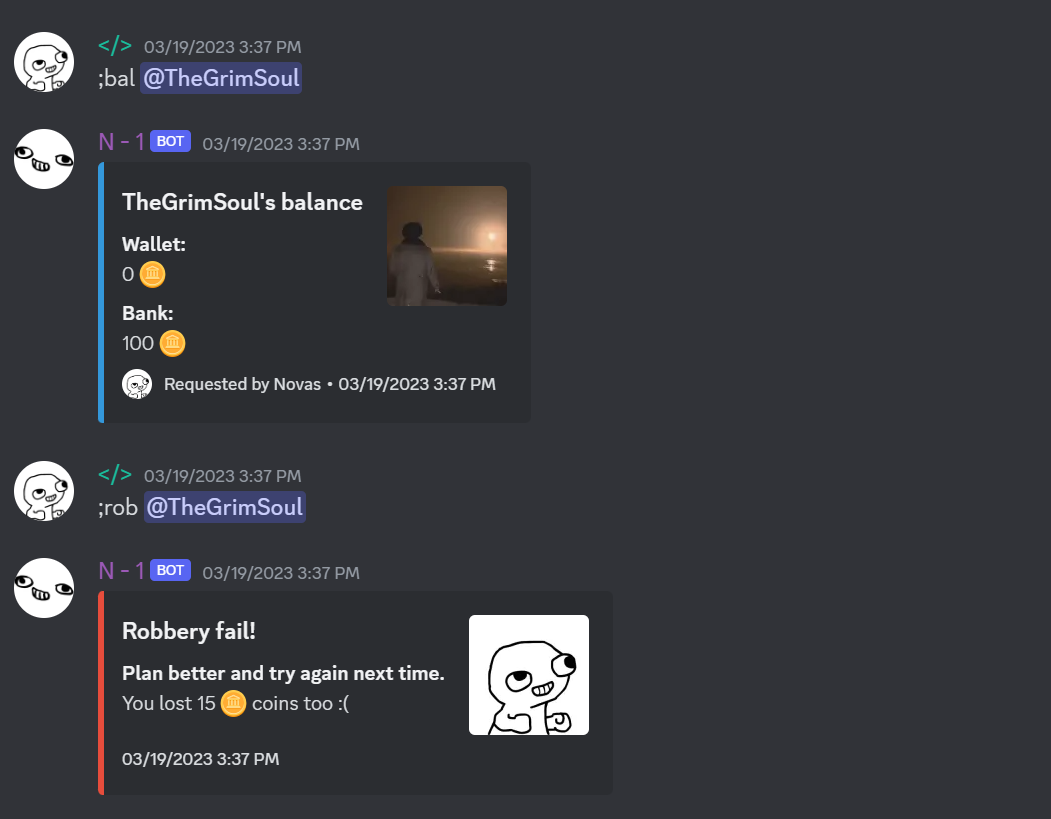 </> 03/19/2023 3:37 PM
;bal @TheGrimSoul
N - 1 BOT 03/19/2023 3:37 PM
TheGrimSoul's balance
Wallet:
0
Bank:
100
Requested by Novas • 03/19/2023 3:37 PM
</> 03/19/2023 3:37 PM
;rob @TheGrimSoul
N - 1 BOT 03/19/2023 3:37 PM
Robbery fail!
Plan better and try again next time.
You lost 15 coins too :(
03/19/2023 3:37 PM